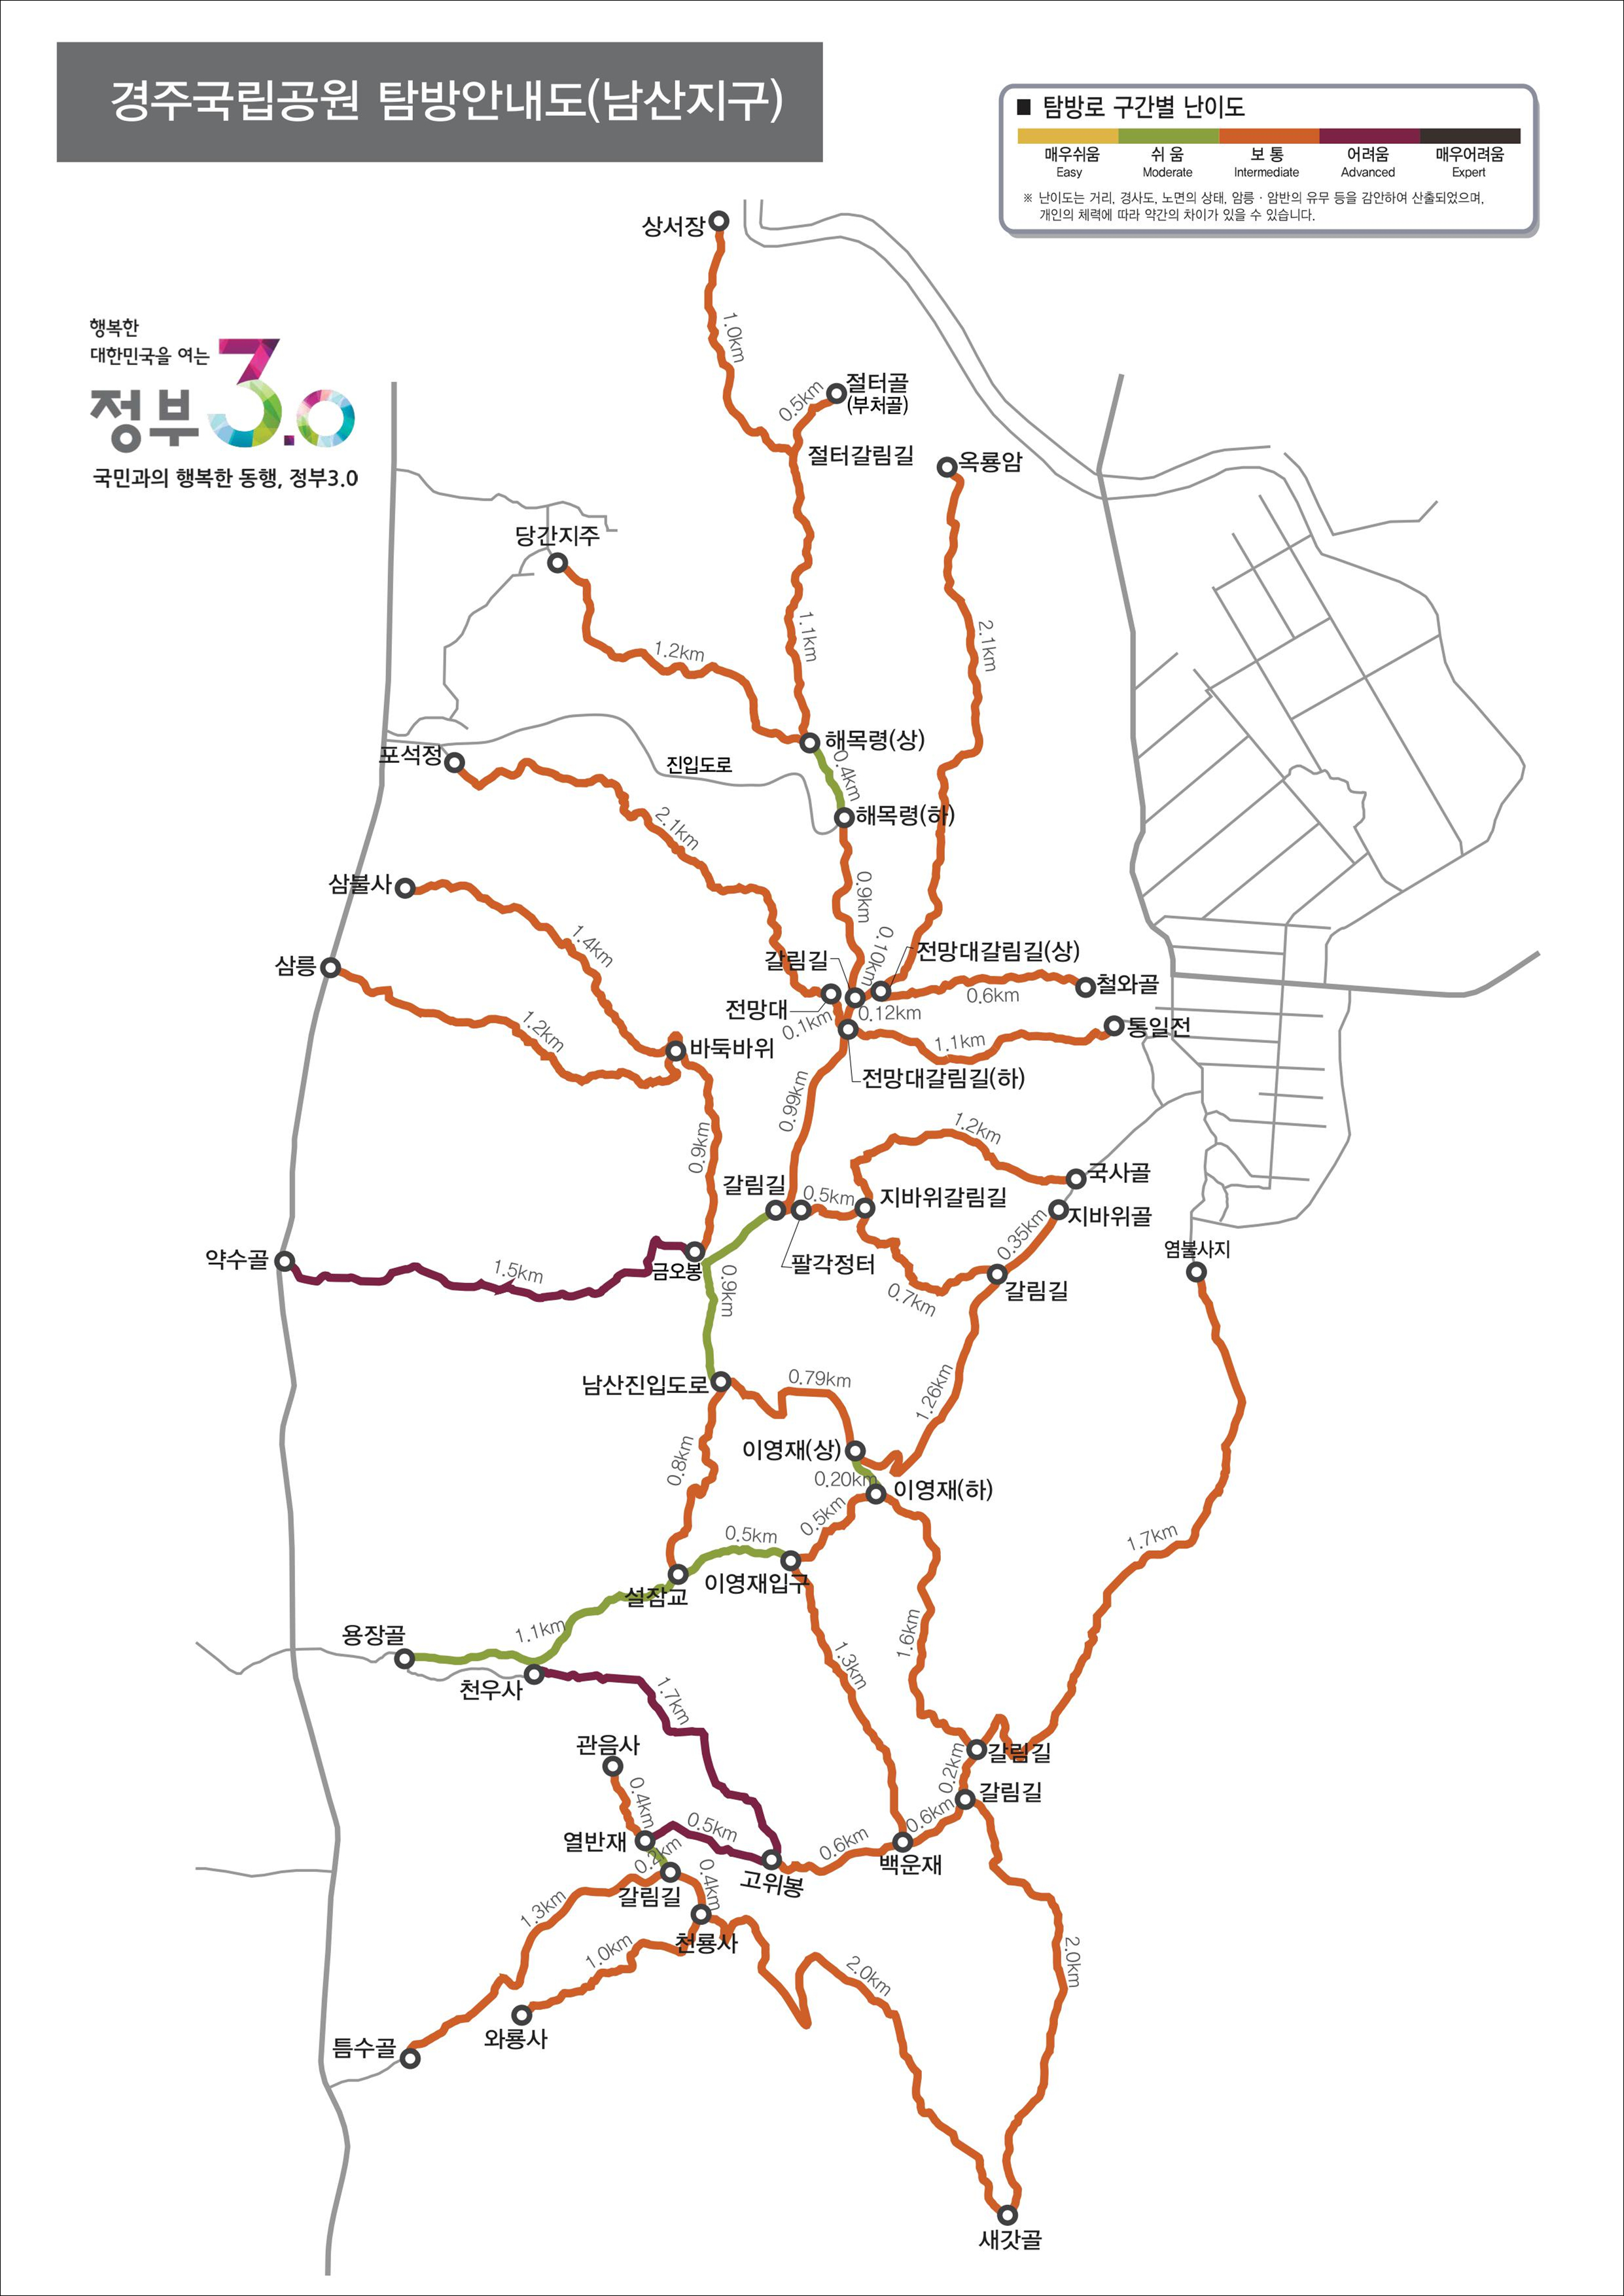 경주국립공원 탐방안내도(남산지구)
■ 탐방로 구간별 난이도
매우쉬움 쉬 움 보 통 어려움 매우어려움
Easy Moderate Intermediate Advanced Expert
※ 난이도는 거리, 경사도, 노면의 상태, 암릉 · 암반의 유무 등을 감안하여 산출되었으며,
개인의 체력에 따라 약간의 차이가 있을 수 있습니다.
상서장
행복한
대한민국을 여는
정부 3.0
국민과의 행복한 동행, 정부3.0
1.0km
0.5km
절터골
(부처골)
절터갈림길
옥룡암
당간지주
1.2km
1.1km
2.1km
해목령(상)
0.4km
포석정
진입도로
해목령(하)
2.1km
0.9km
삼불사
1.4km
삼릉
1.2km
갈림길
0.10km
전망대갈림길(상)
0.6km
철와골
전망대
0.1km
0.12km
1.1km
통일전
바둑바위
전망대갈림길(하)
0.99km
0.9km
1.2km
국사골
갈림길
0.5km
지바위갈림길
지바위골
0.35km
팔각정터
약수골
1.5km
금오봉
0.9km
0.7km
갈림길
염불사지
남산진입도로
0.79km
1.26km
이영재(상)
0.20km
이영재(하)
0.8km
0.5km
0.5km
설잠교
이영재입구
1.7km
용장골
1.1km
천우사
1.7km
1.3km
1.6km
관음사
갈림길
0.2km
갈림길
0.4km
열반재
0.5km
0.2km
고위봉
0.6km
백운재
0.6km
갈림길
0.4km
1.3km
천룡사
1.0km
2.0km
2.0km
와룡사
틈수골
새갓골